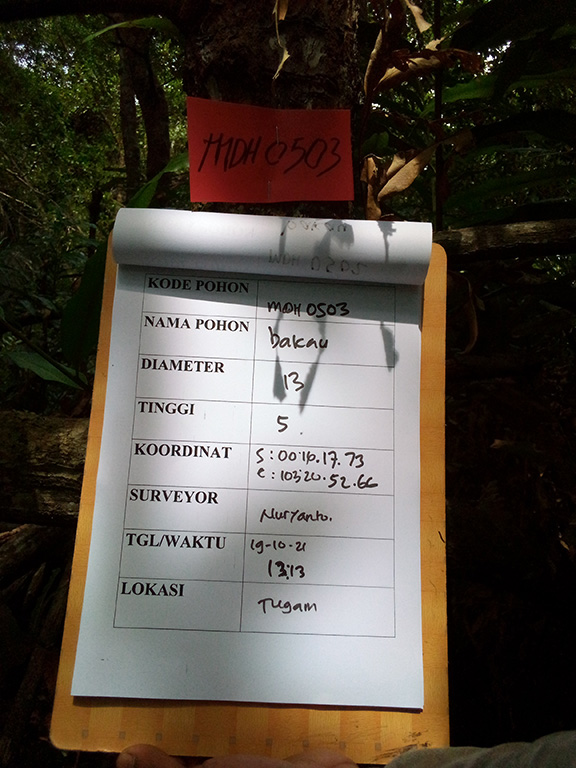 MDH 0503
KODE POHON MDH 0503
NAMA POHON bakau
DIAMETER 13
TINGGI 5
KOORDINAT S : 00.16.17.73
E : 103.20.52.66
SURVEYOR Nuryanto.
TGL/WAKTU 19-10-21
13:13
LOKASI Tugam